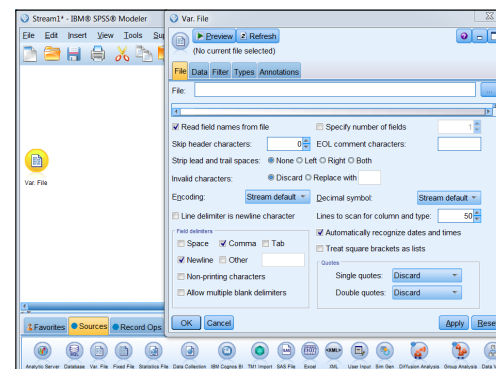 Stream1* - IBM® SPSS® Modeler
File Edit Insert View Tools
Var. File
Favorites Sources Record Ops
Analytic Server Database Var. File Fixed File Statistics File Data Collection IBM Cognos BI TM1 Import SAS File Excel XML User Input Sim Gen Diffusion Analysis Group Analysis
Var. File
Preview Refresh
(No current file selected)
File Data Filter Types Annotations
File:
Read field names from file Specify number of fields 1
Skip header characters: 0 EOL comment characters:
Strip lead and trail spaces: None Left Right Both
Invalid characters: Discard Replace with
Encoding: Stream default Decimal symbol: Stream default
Line delimiter is newline character Lines to scan for column and type: 50
Field delimiters Automatically recognize dates and times
Space Comma Tab Treat square brackets as lists
Newline Other Quotes
Non-printing characters Single quotes: Discard
Allow multiple blank delimiters Double quotes: Discard
OK Cancel Apply Rese